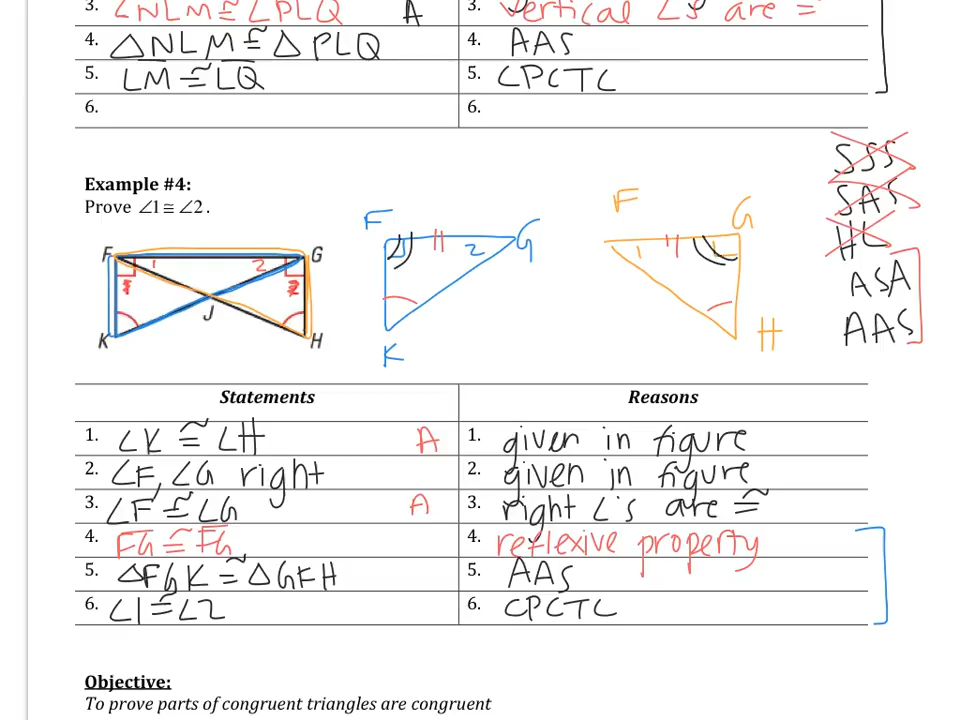 3. ∠NLM ≅ ∠PLQ A 3. vertical ∠s are ≅
4. △NLM ≅ △PLQ 4. AAS
5. LM ≅ LQ 5. CPCTC
6. 6.
SSS
SAS
HL
ASA
AAS
Example #4:
Prove ∠1 ≅ ∠2.
F 1 2 G
J
K H
F G
2
K
F G
1
H
Statements Reasons
1. ∠K ≅ ∠H A 1. given in figure
2. ∠F, ∠G right 2. given in figure
3. ∠F ≅ ∠G A 3. right ∠'s are ≅
4. FG ≅ FG 4. reflexive property
5. △FGK ≅ △GFH 5. AAS
6. ∠1 ≅ ∠2 6. CPCTC
Objective:
To prove parts of congruent triangles are congruent